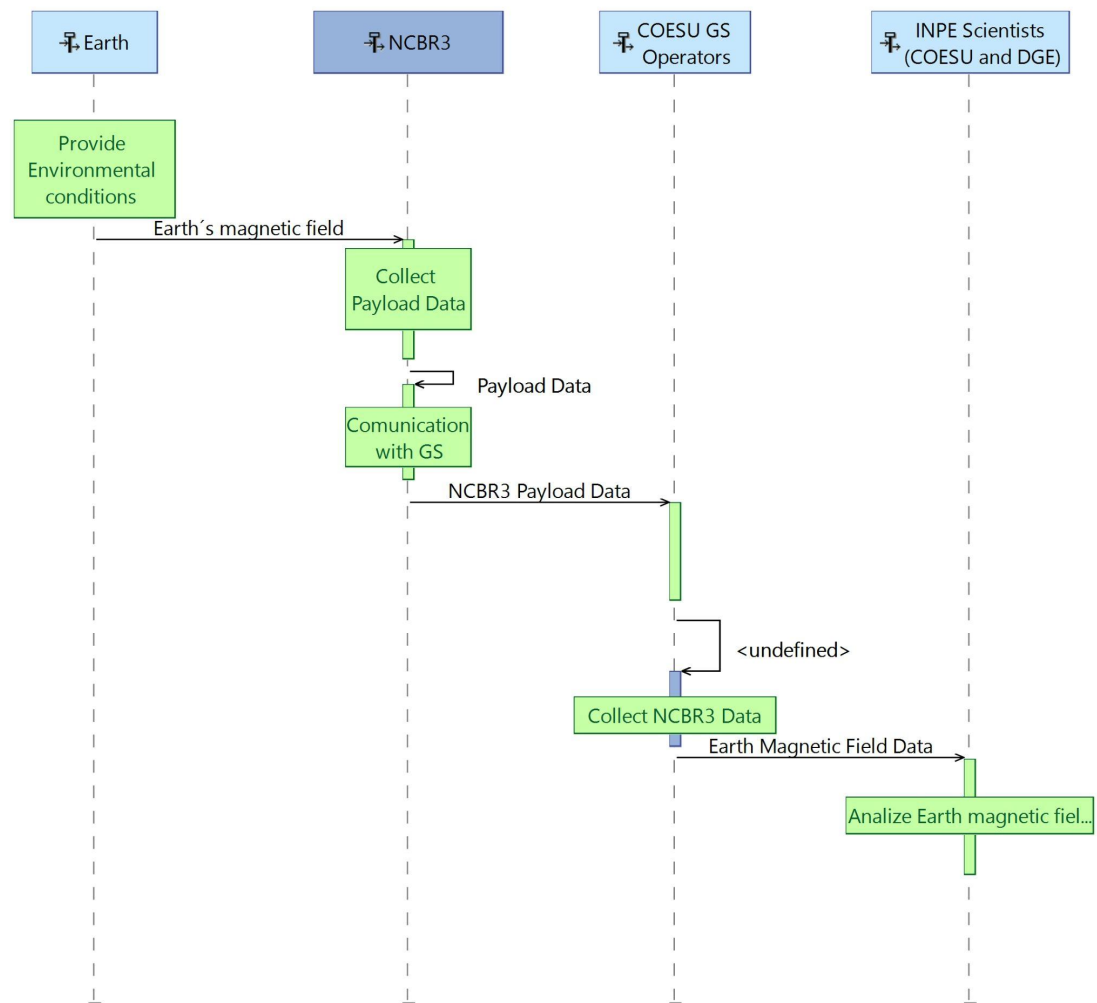 Earth
NCBR3
COESU GS
Operators
INPE Scientists
(COESU and DGE)
Provide
Environmental
conditions
Earth´s magnetic field
Collect
Payload Data
Payload Data
Comunication
with GS
NCBR3 Payload Data
<undefined>
Collect NCBR3 Data
Earth Magnetic Field Data
Analize Earth magnetic fiel...